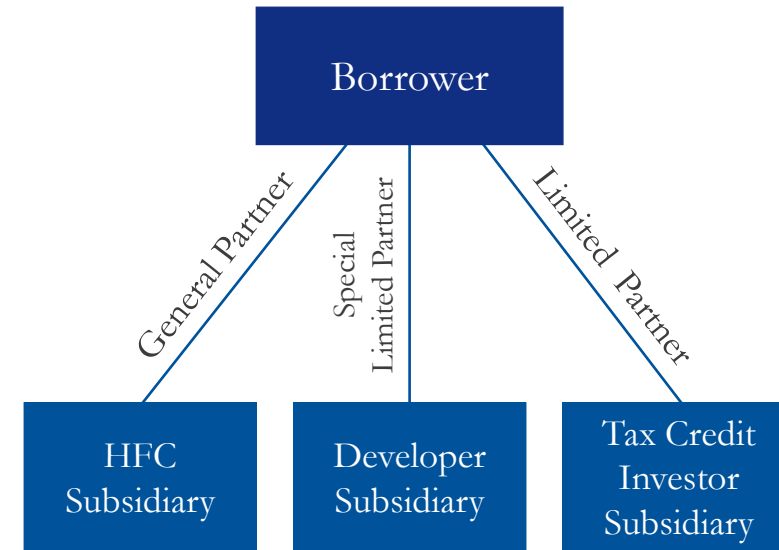 Borrower
General Partner
Special
Limited Partner
Limited Partner
HFC
Subsidiary
Developer
Subsidiary
Tax Credit
Investor
Subsidiary